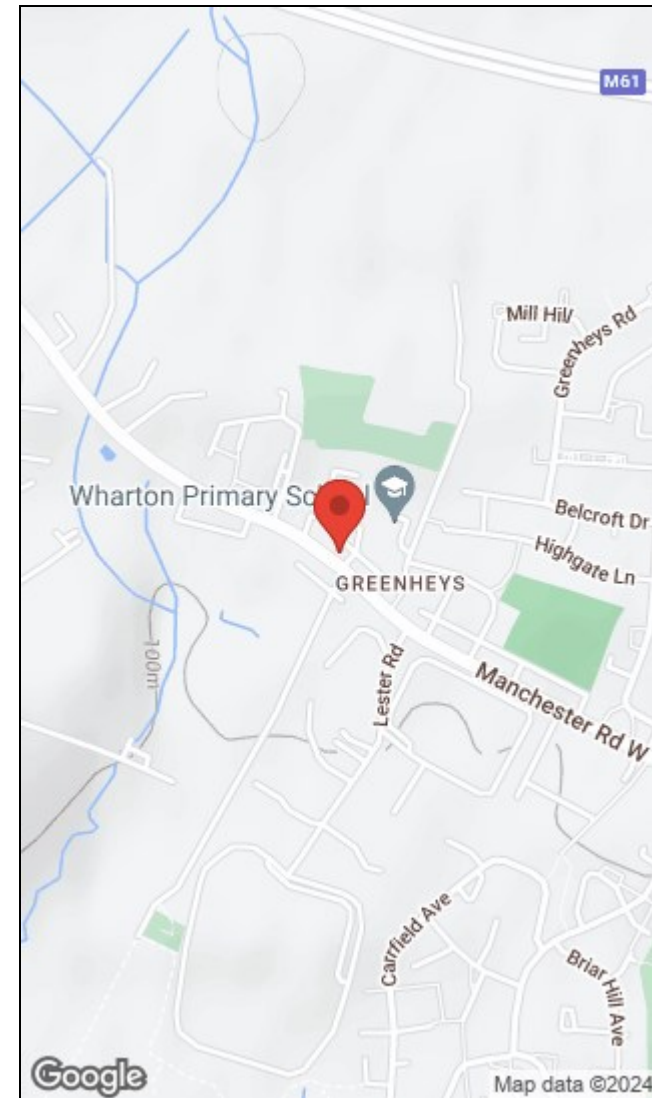 M61
Mill Hil
Greenheys Rd
Wharton Primary School
Belcroft Dr
Highgate Ln
GREENHEYS
100m
Lester Rd
Manchester Rd W
Carrfield Ave
Briar Hill Ave
Google
Map data ©2024